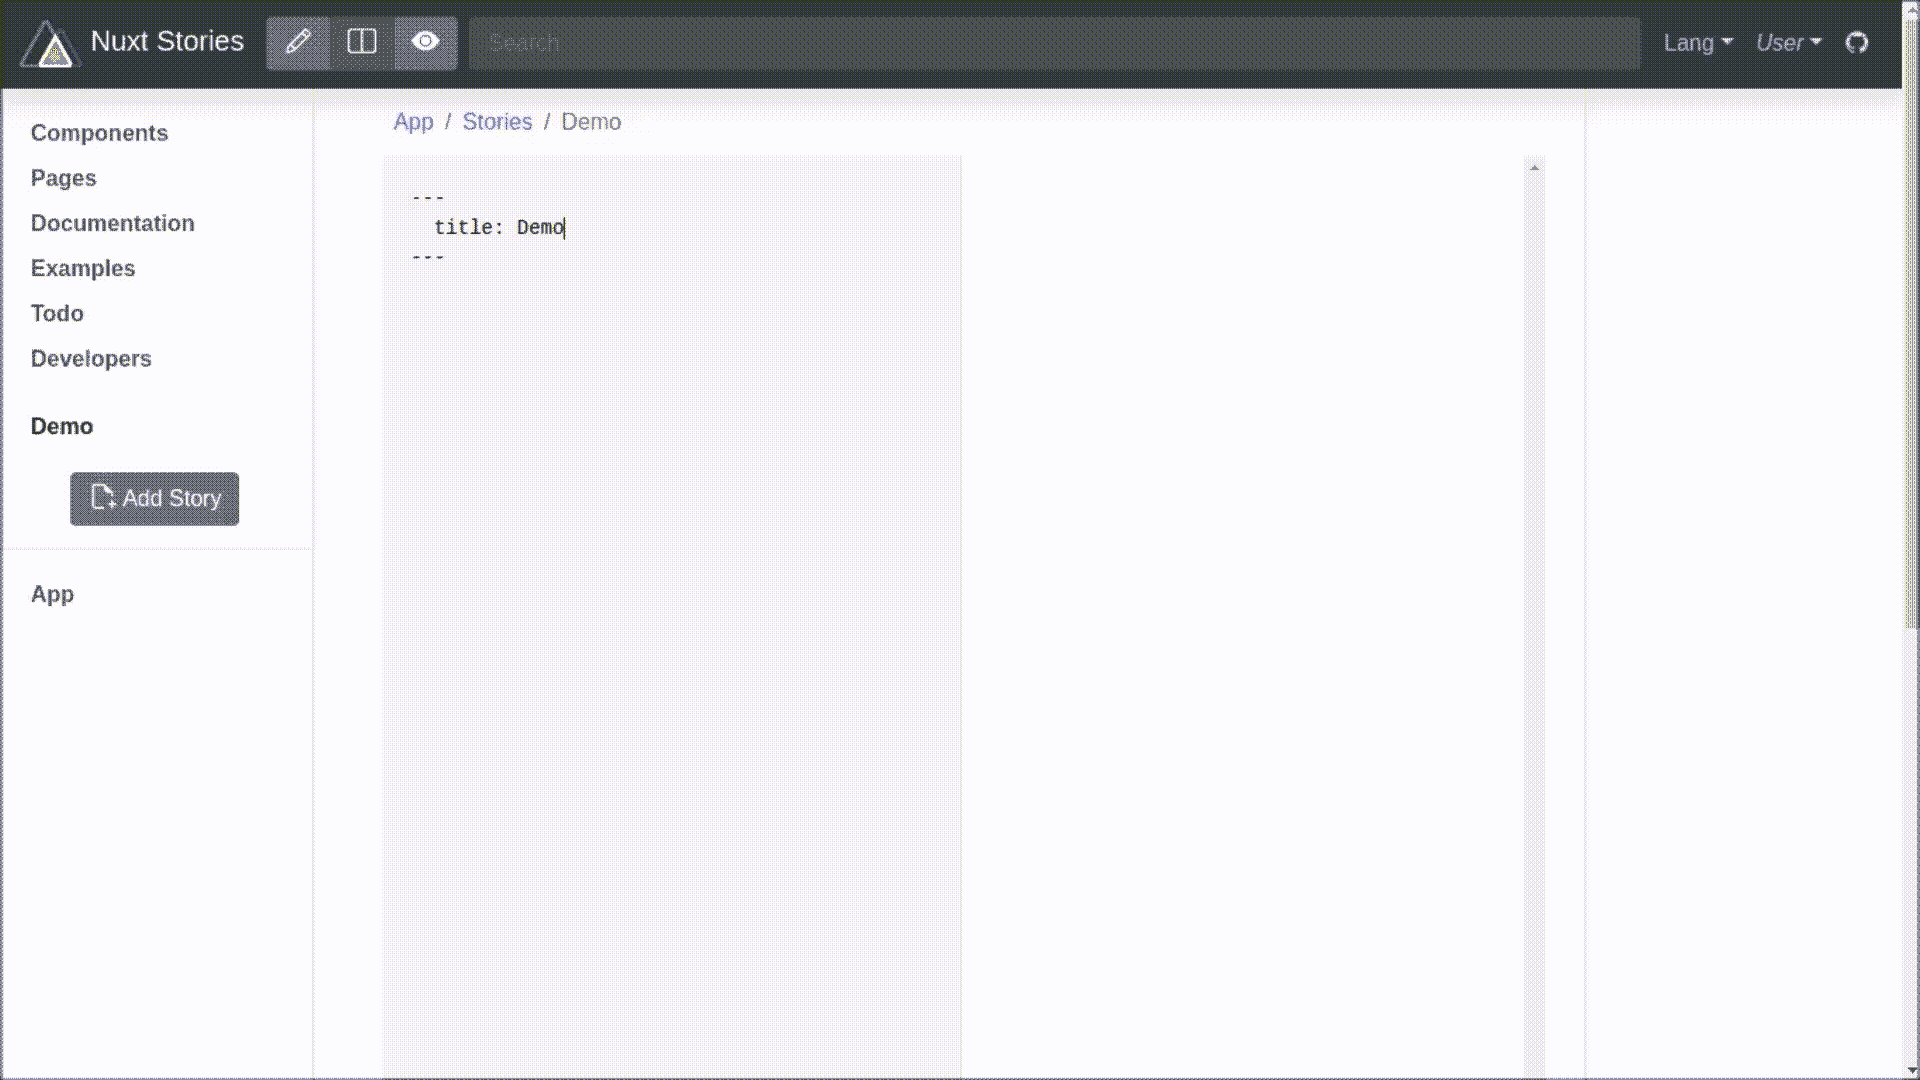 Nuxt Stories
Search
Lang
User
Components
Pages
Documentation
Examples
Todo
Developers
Demo
Add Story
App
App / Stories / Demo
---
title: Demo
---